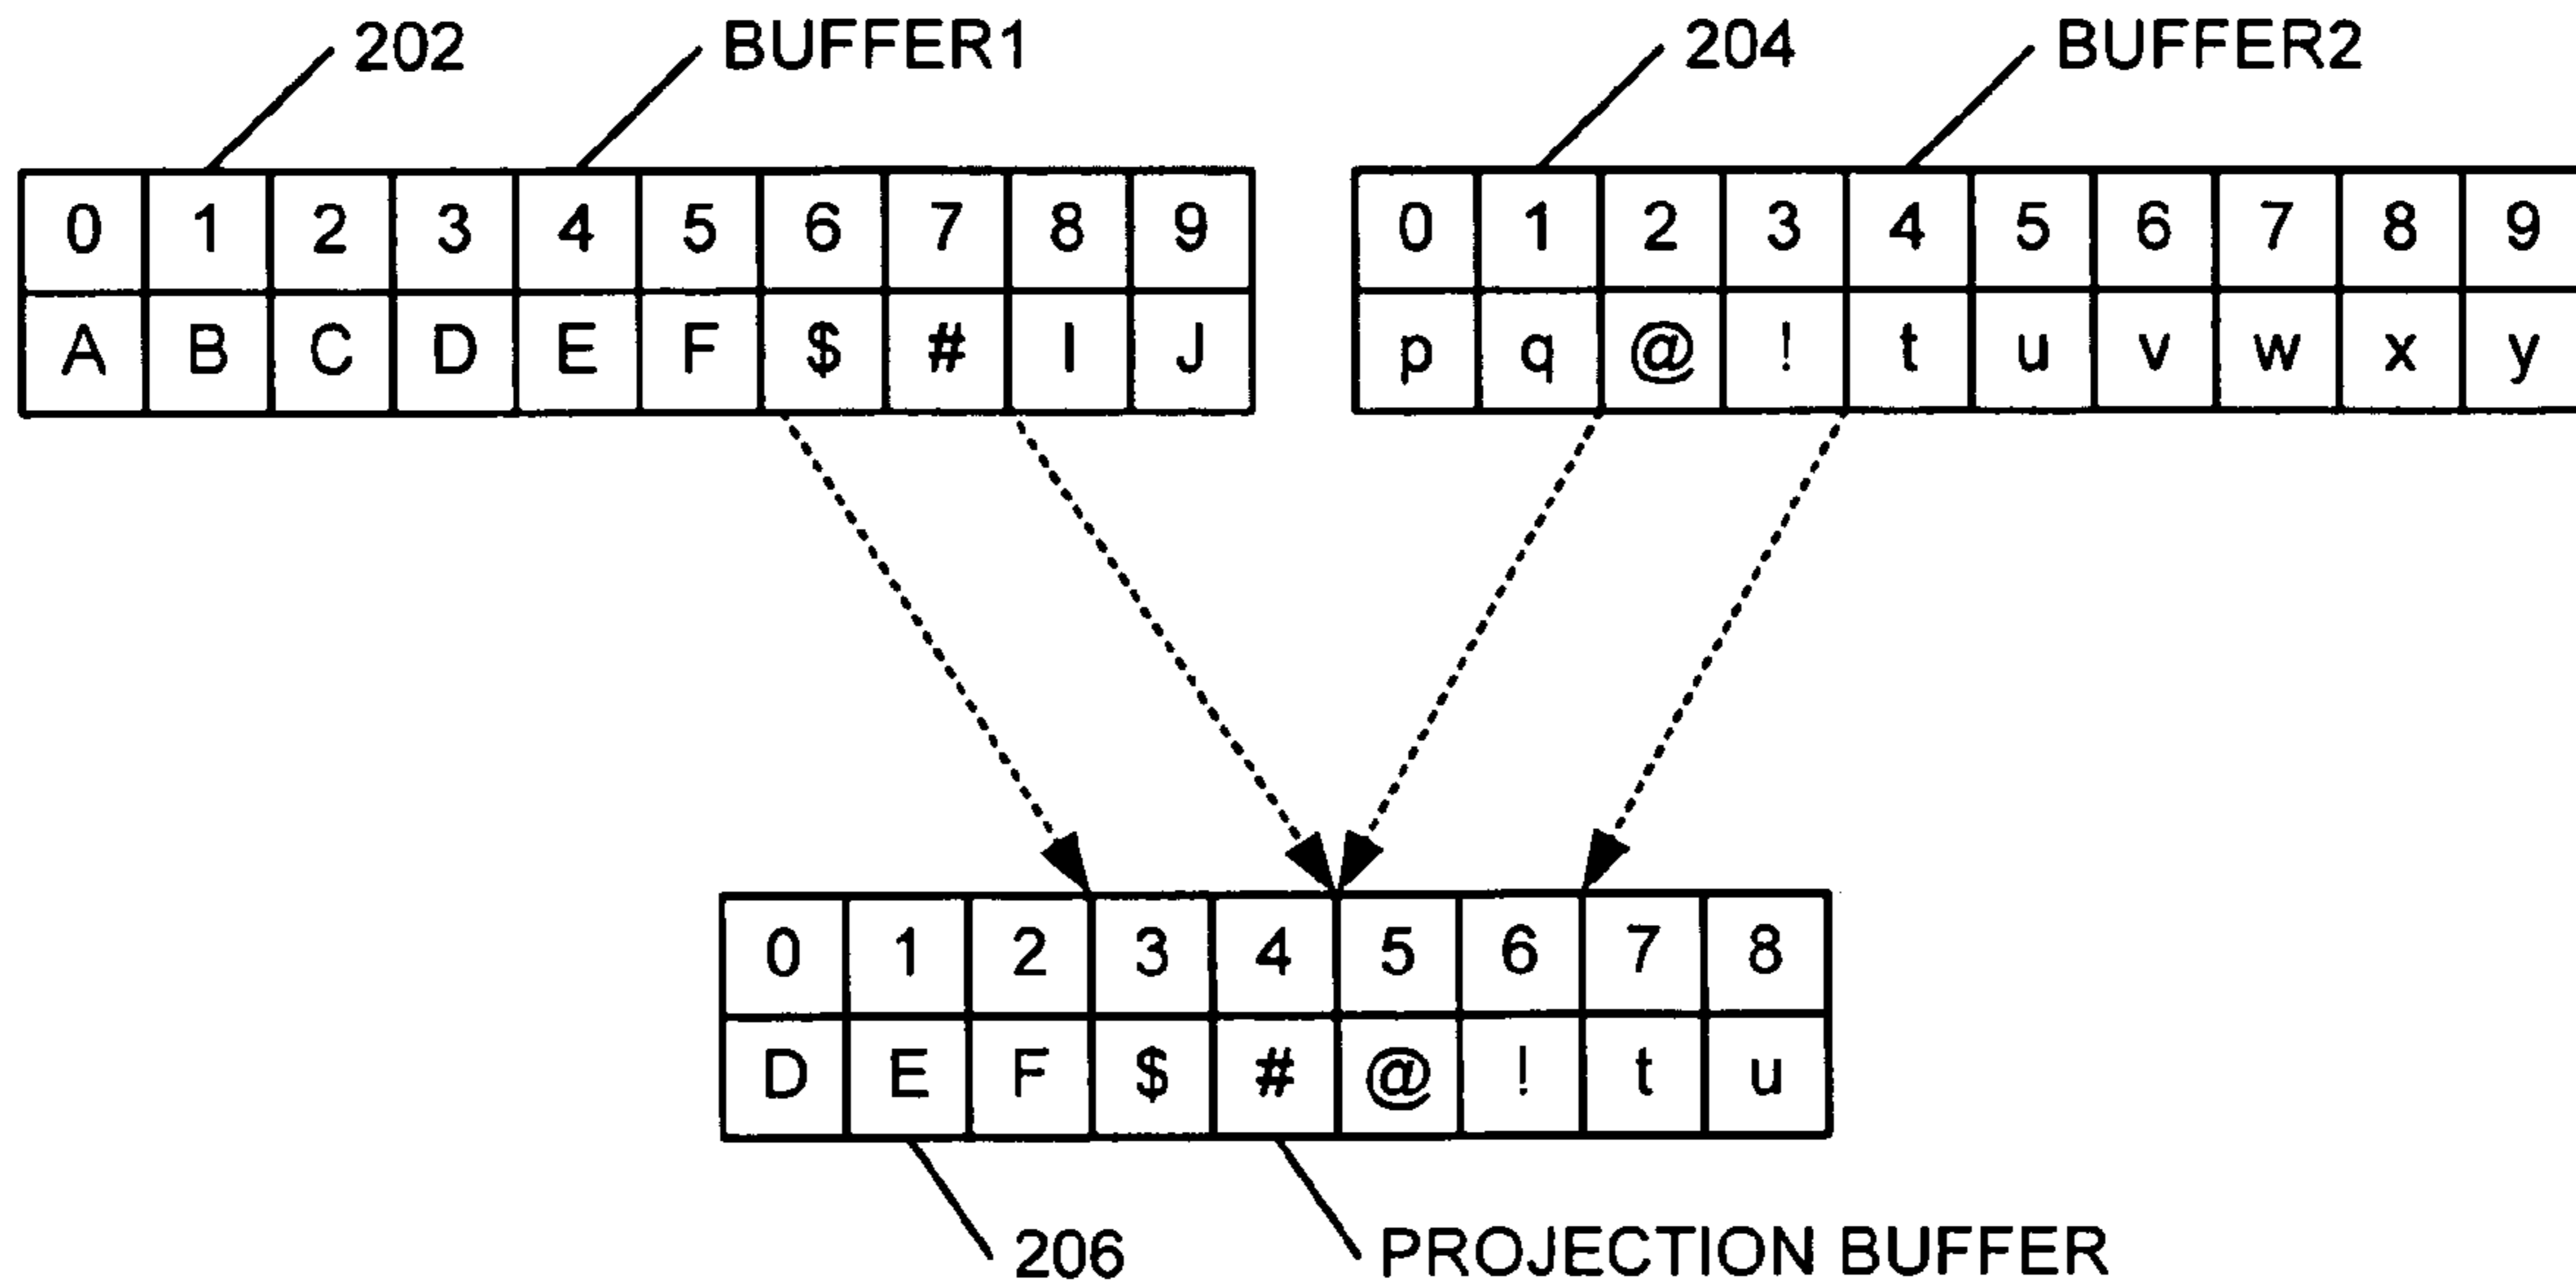 202 BUFFER1 204 BUFFER2
0 1 2 3 4 5 6 7 8 9 0 1 2 3 4 5 6 7 8 9
A B C D E F $ # I J p q @ ! t u v w x y
0 1 2 3 4 5 6 7 8
D E F $ # @ ! t u
206 PROJECTION BUFFER